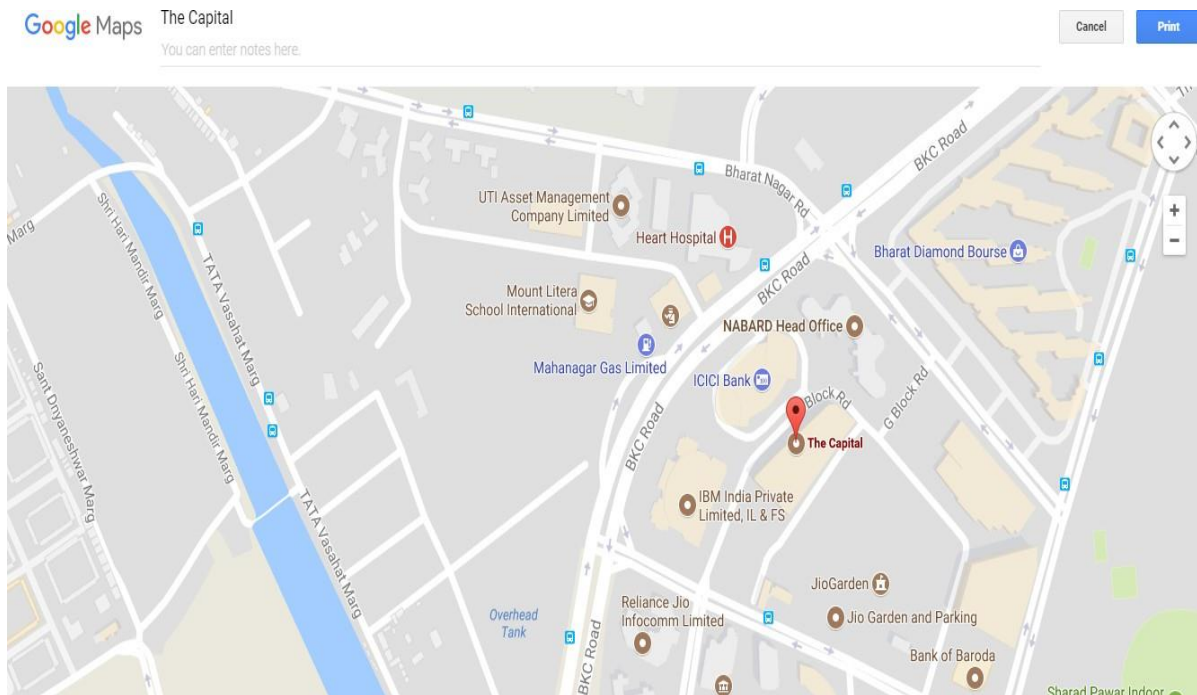 Google Maps
The Capital
You can enter notes here.
Cancel
Print
BKC Road
Bharat Nagar Rd
UTI Asset Management
Company Limited
Heart Hospital
Bharat Diamond Bourse
Marg
Shri Hari Mandir Marg
TATA Vasahat Marg
BKC Road
Mount Litera
School International
NABARD Head Office
Mahanagar Gas Limited
ICICI Bank
Block Rd
G Block Rd
Shri Hari Mandir Marg
Sant Dnyaneshwar Marg
BKC Road
The Capital
IBM India Private
Limited, IL & FS
TATA Vasahat Marg
JioGarden
Reliance Jio
Infocomm Limited
Jio Garden and Parking
Overhead
Tank
BKC Road
Bank of Baroda
Sharad Pawar Indoor